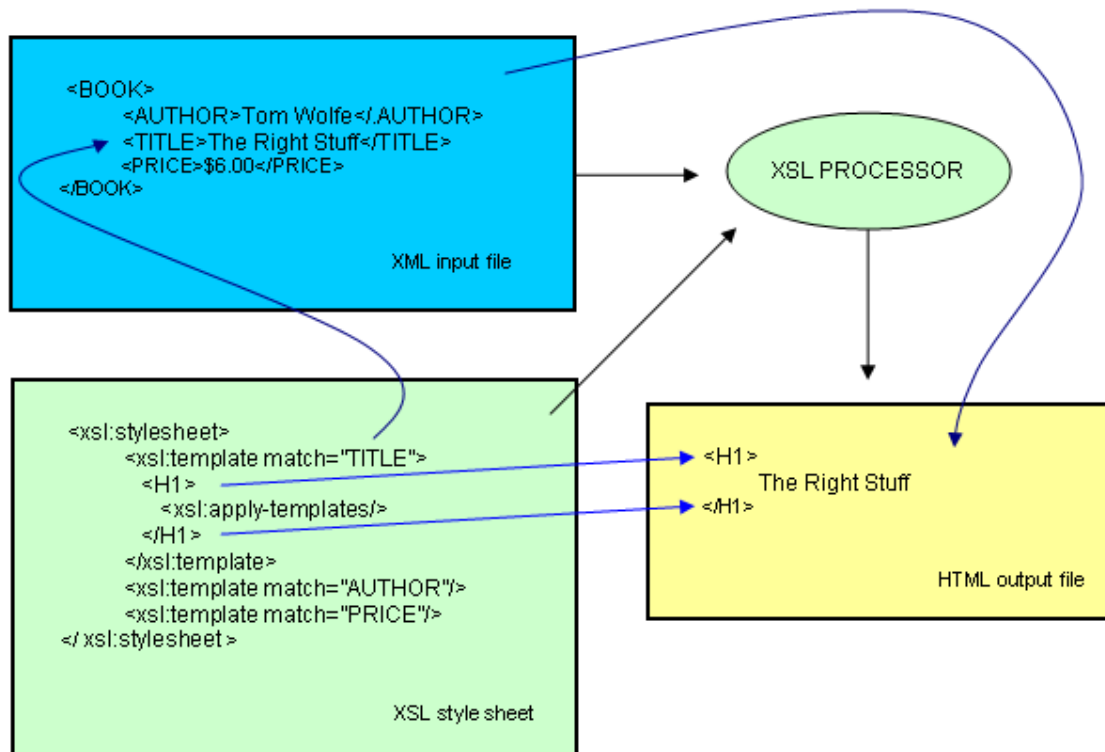 <BOOK>
<AUTHOR>Tom Wolfe</.AUTHOR>
<TITLE>The Right Stuff</TITLE>
<PRICE>$6.00</PRICE>
</BOOK>
XML input file
XSL PROCESSOR
<xsl:stylesheet>
<xsl:template match="TITLE">
<H1>
<xsl:apply-templates/>
</H1>
</xsl:template>
<xsl:template match="AUTHOR"/>
<xsl:template match="PRICE"/>
</ xsl:stylesheet >
XSL style sheet
<H1>
The Right Stuff
</H1>
HTML output file